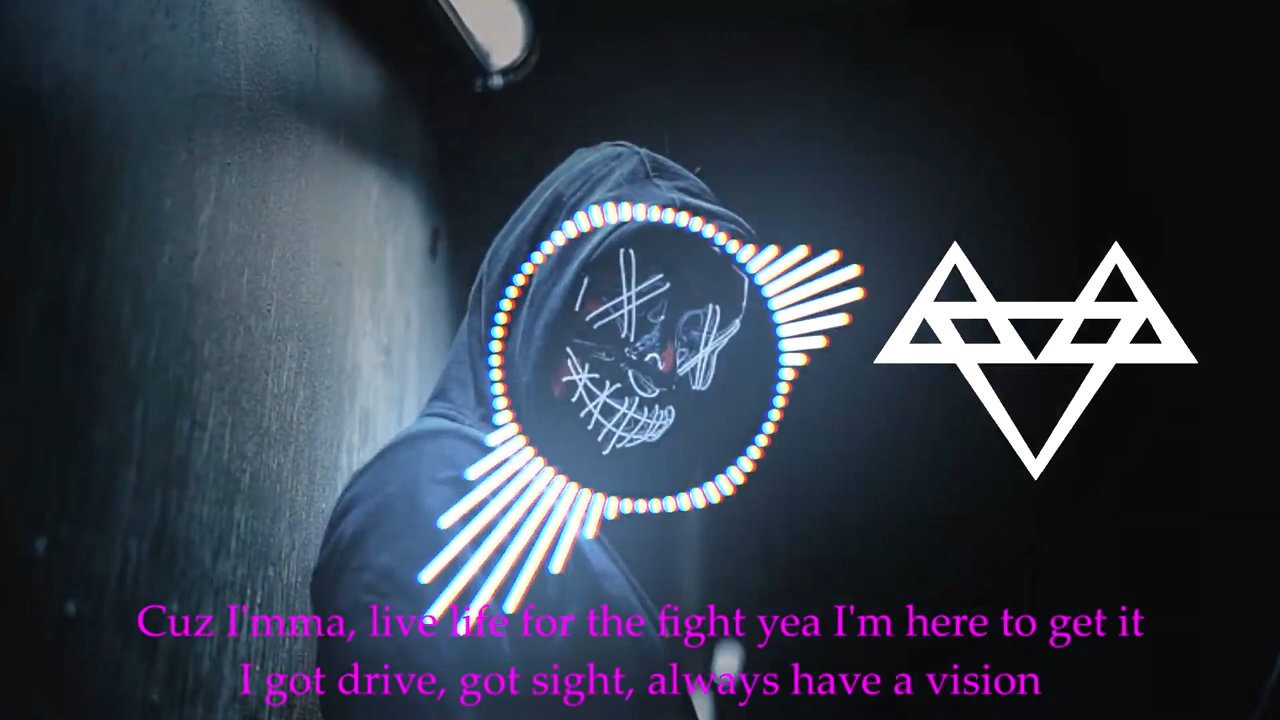 Cuz I'mma, live life for the fight yea I'm here to get it
I got drive, got sight, always have a vision